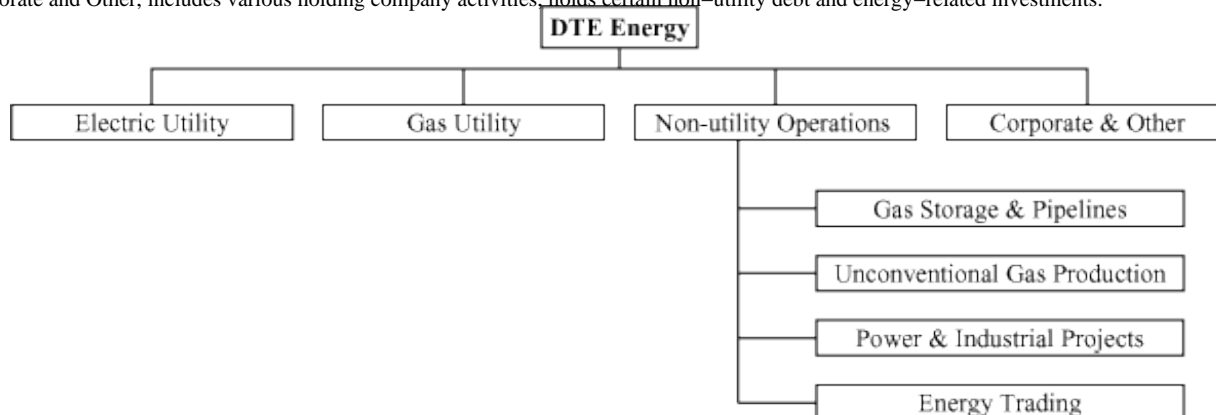 orate and Other, includes various holding company activities, holds certain non–utility debt and energy–related investments.
DTE Energy
Electric Utility
Gas Utility
Non-utility Operations
Corporate & Other
Gas Storage & Pipelines
Unconventional Gas Production
Power & Industrial Projects
Energy Trading